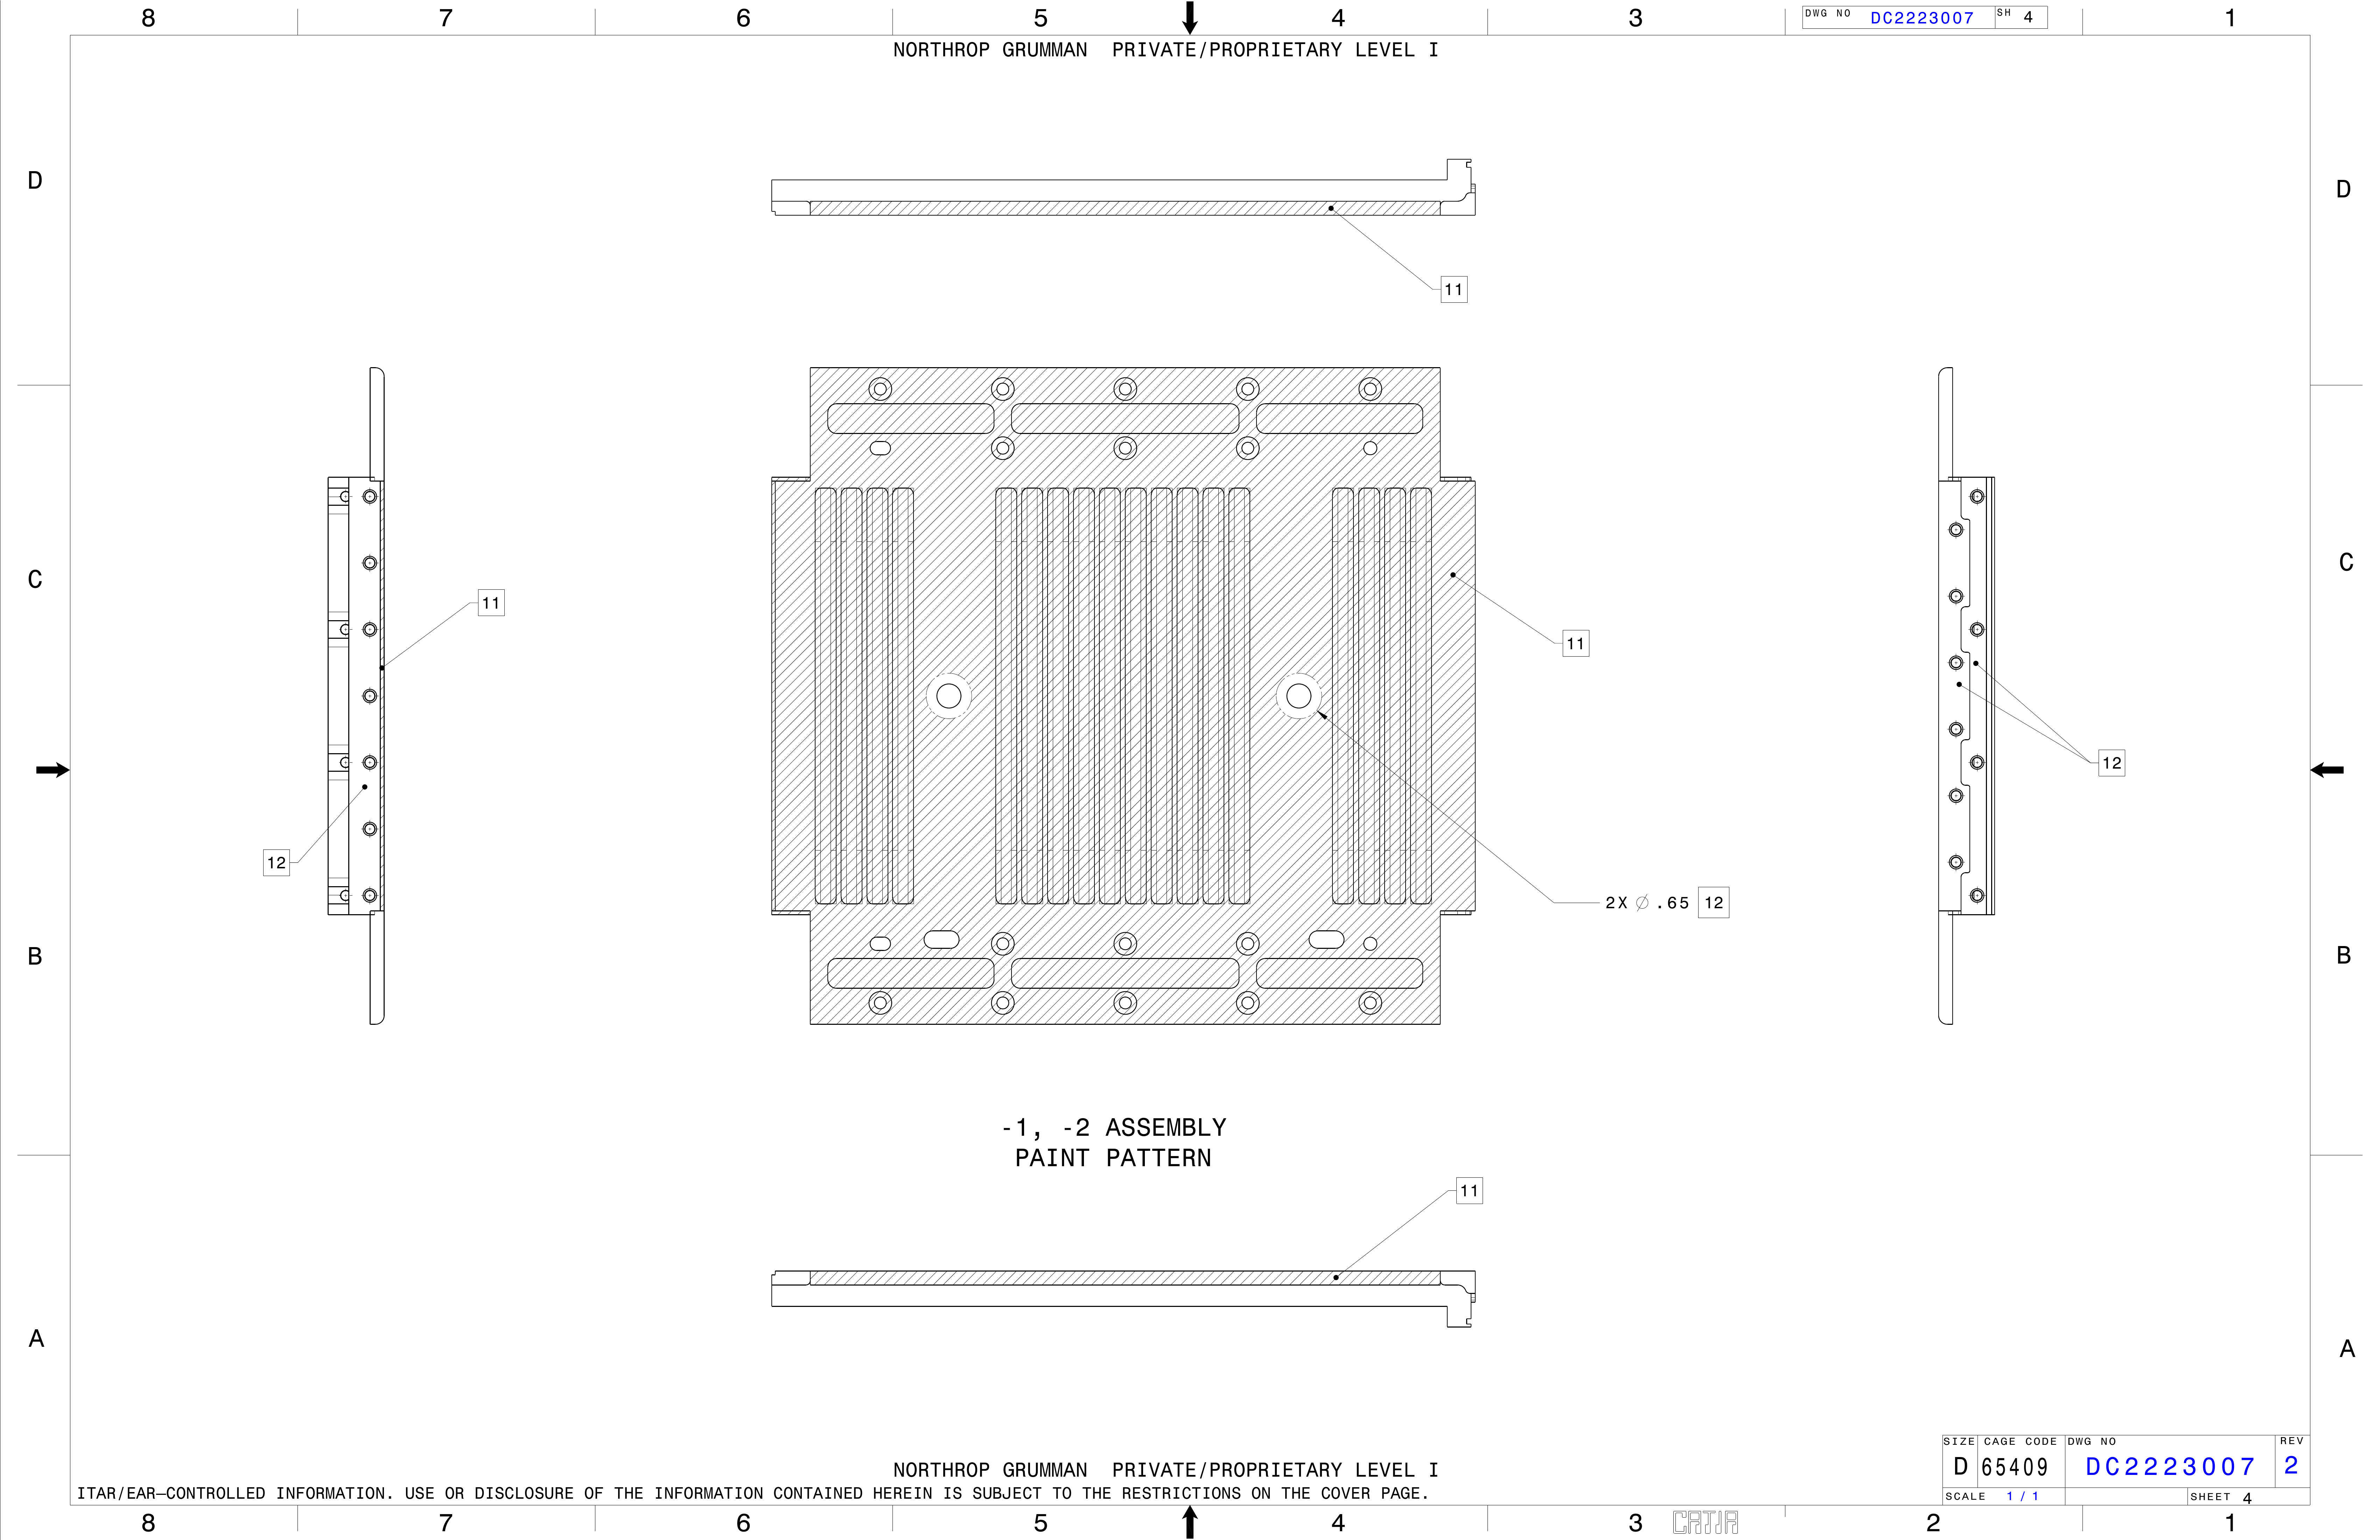 8 7 6 5 4 3 DWG NO DC2223007 SH 4 1
NORTHROP GRUMMAN PRIVATE/PROPRIETARY LEVEL I
D D
11
C C
11
11
12
12
2X ∅ .65 12
B B
-1, -2 ASSEMBLY
PAINT PATTERN
11
A A
SIZE CAGE CODE DWG NO REV
D 65409 DC2223007 2
NORTHROP GRUMMAN PRIVATE/PROPRIETARY LEVEL I
ITAR/EAR—CONTROLLED INFORMATION. USE OR DISCLOSURE OF THE INFORMATION CONTAINED HEREIN IS SUBJECT TO THE RESTRICTIONS ON THE COVER PAGE.
SCALE 1 / 1 SHEET 4
8 7 6 5 4 3 CATIA 2 1